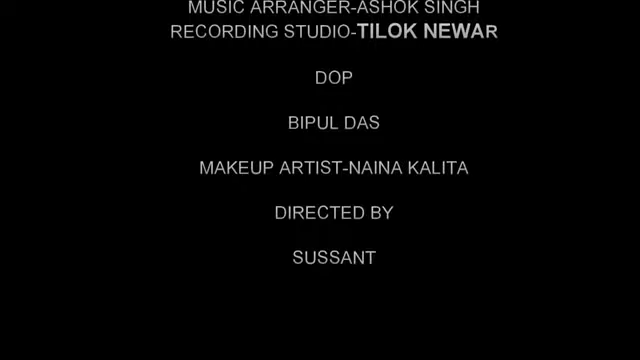 MUSIC ARRANGER-ASHOK SINGH
RECORDING STUDIO-TILOK NEWAR
DOP
BIPUL DAS
MAKEUP ARTIST-NAINA KALITA
DIRECTED BY
SUSSANT